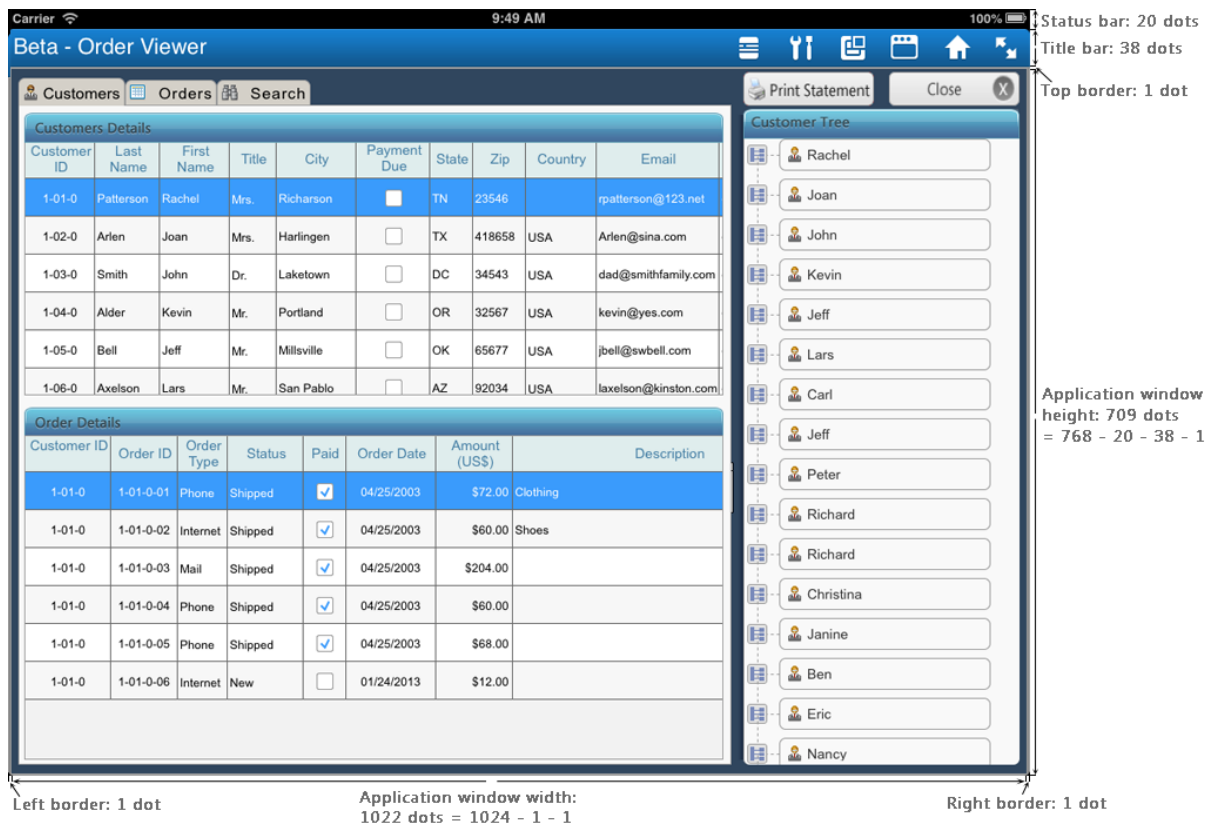 Carrier 9:49 AM 100%
Status bar: 20 dots
Beta - Order Viewer
Title bar: 38 dots
Top border: 1 dot
Customers Orders Search
Print Statement Close X
Customers Details
Customer ID Last Name First Name Title City Payment Due State Zip Country Email
1-01-0 Patterson Rachel Mrs. Richarson TN 23546 rpatterson@123.net
1-02-0 Arlen Joan Mrs. Harlingen TX 418658 USA Arlen@sina.com
1-03-0 Smith John Dr. Laketown DC 34543 USA dad@smithfamily.com
1-04-0 Alder Kevin Mr. Portland OR 32567 USA kevin@yes.com
1-05-0 Bell Jeff Mr. Millsville OK 65677 USA jbell@swbell.com
1-06-0 Axelson Lars Mr. San Pablo AZ 92034 USA laxelson@kinston.com
Order Details
Customer ID Order ID Order Type Status Paid Order Date Amount (US$) Description
1-01-0 1-01-0-01 Phone Shipped 04/25/2003 $72.00 Clothing
1-01-0 1-01-0-02 Internet Shipped 04/25/2003 $60.00 Shoes
1-01-0 1-01-0-03 Mail Shipped 04/25/2003 $204.00
1-01-0 1-01-0-04 Phone Shipped 04/25/2003 $60.00
1-01-0 1-01-0-05 Phone Shipped 04/25/2003 $68.00
1-01-0 1-01-0-06 Internet New 01/24/2013 $12.00
Customer Tree
Rachel
Joan
John
Kevin
Jeff
Lars
Carl
Jeff
Peter
Richard
Richard
Christina
Janine
Ben
Eric
Nancy
Application window
height: 709 dots
= 768 - 20 - 38 - 1
Left border: 1 dot
Application window width:
1022 dots = 1024 - 1 - 1
Right border: 1 dot